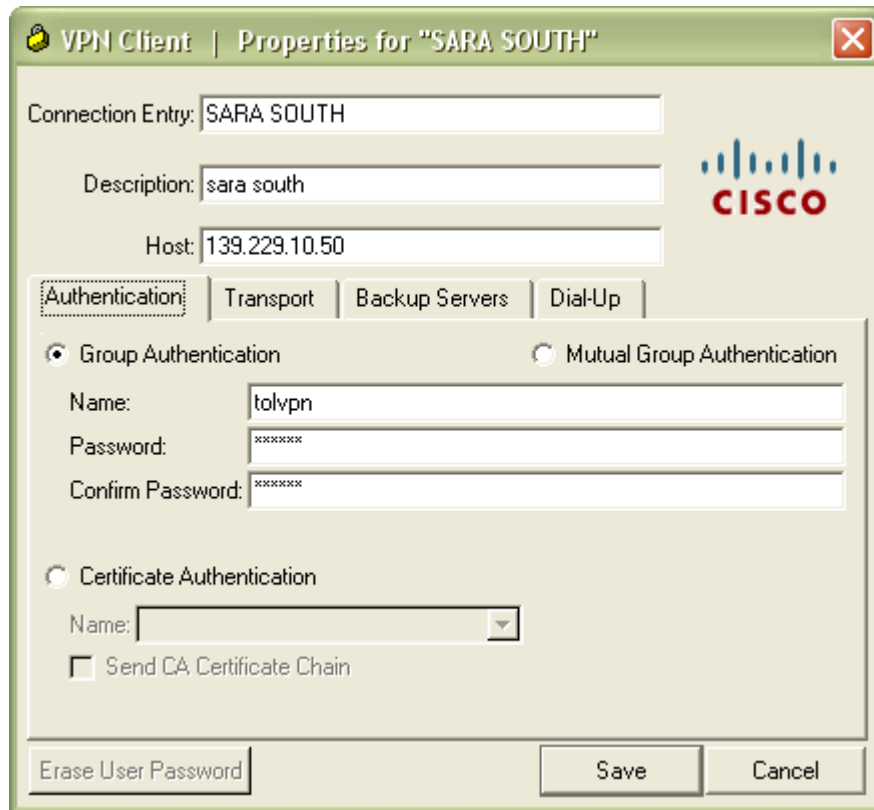 VPN Client | Properties for "SARA SOUTH"
Connection Entry: SARA SOUTH
CISCO
Description: sara south
Host: 139.229.10.50
Authentication Transport Backup Servers Dial-Up
Group Authentication Mutual Group Authentication
Name: tolvpn
Password: ******
Confirm Password: ******
Certificate Authentication
Name:
Send CA Certificate Chain
Erase User Password Save Cancel